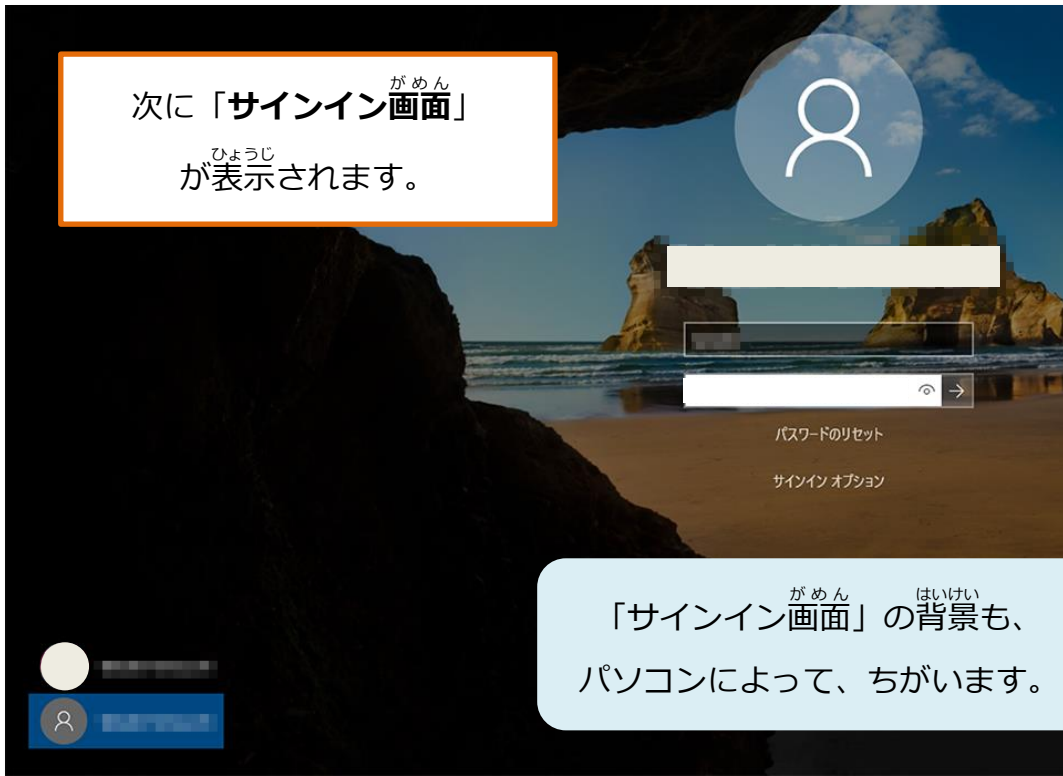 次に「サインイン画面」
が表示されます。
パスワードのリセット
サインイン オプション
「サインイン画面」の背景も、
パソコンによって、ちがいます。